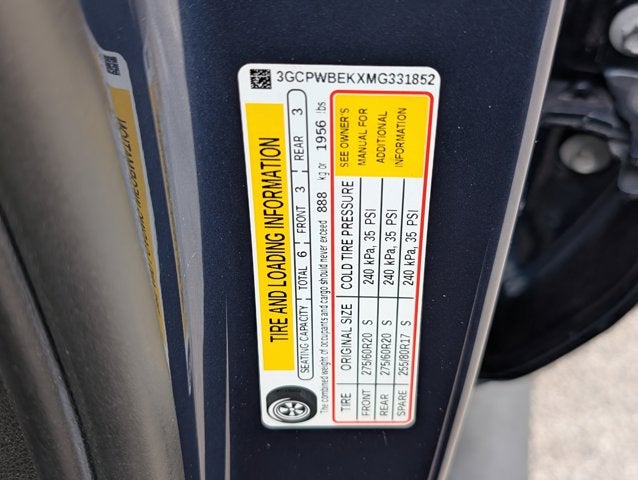 3GCPWBEKXMG331852
TIRE AND LOADING INFORMATION
SEATING CAPACITY TOTAL 6 FRONT 3 REAR 3
The combined weight of occupants and cargo should never exceed 888 kg or 1956 lbs
TIRE ORIGINAL SIZE COLD TIRE PRESSURE
FRONT 275/60R20 S 240 kPa, 35 PSI
REAR 275/60R20 S 240 kPa, 35 PSI
SPARE 255/80R17 S 240 kPa, 35 PSI
SEE OWNER'S
MANUAL FOR
ADDITIONAL
INFORMATION